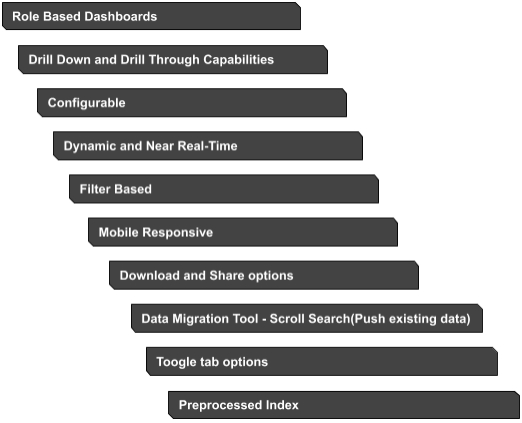 Role Based Dashboards
Drill Down and Drill Through Capabilities
Configurable
Dynamic and Near Real-Time
Filter Based
Mobile Responsive
Download and Share options
Data Migration Tool - Scroll Search(Push existing data)
Toogle tab options
Preprocessed Index